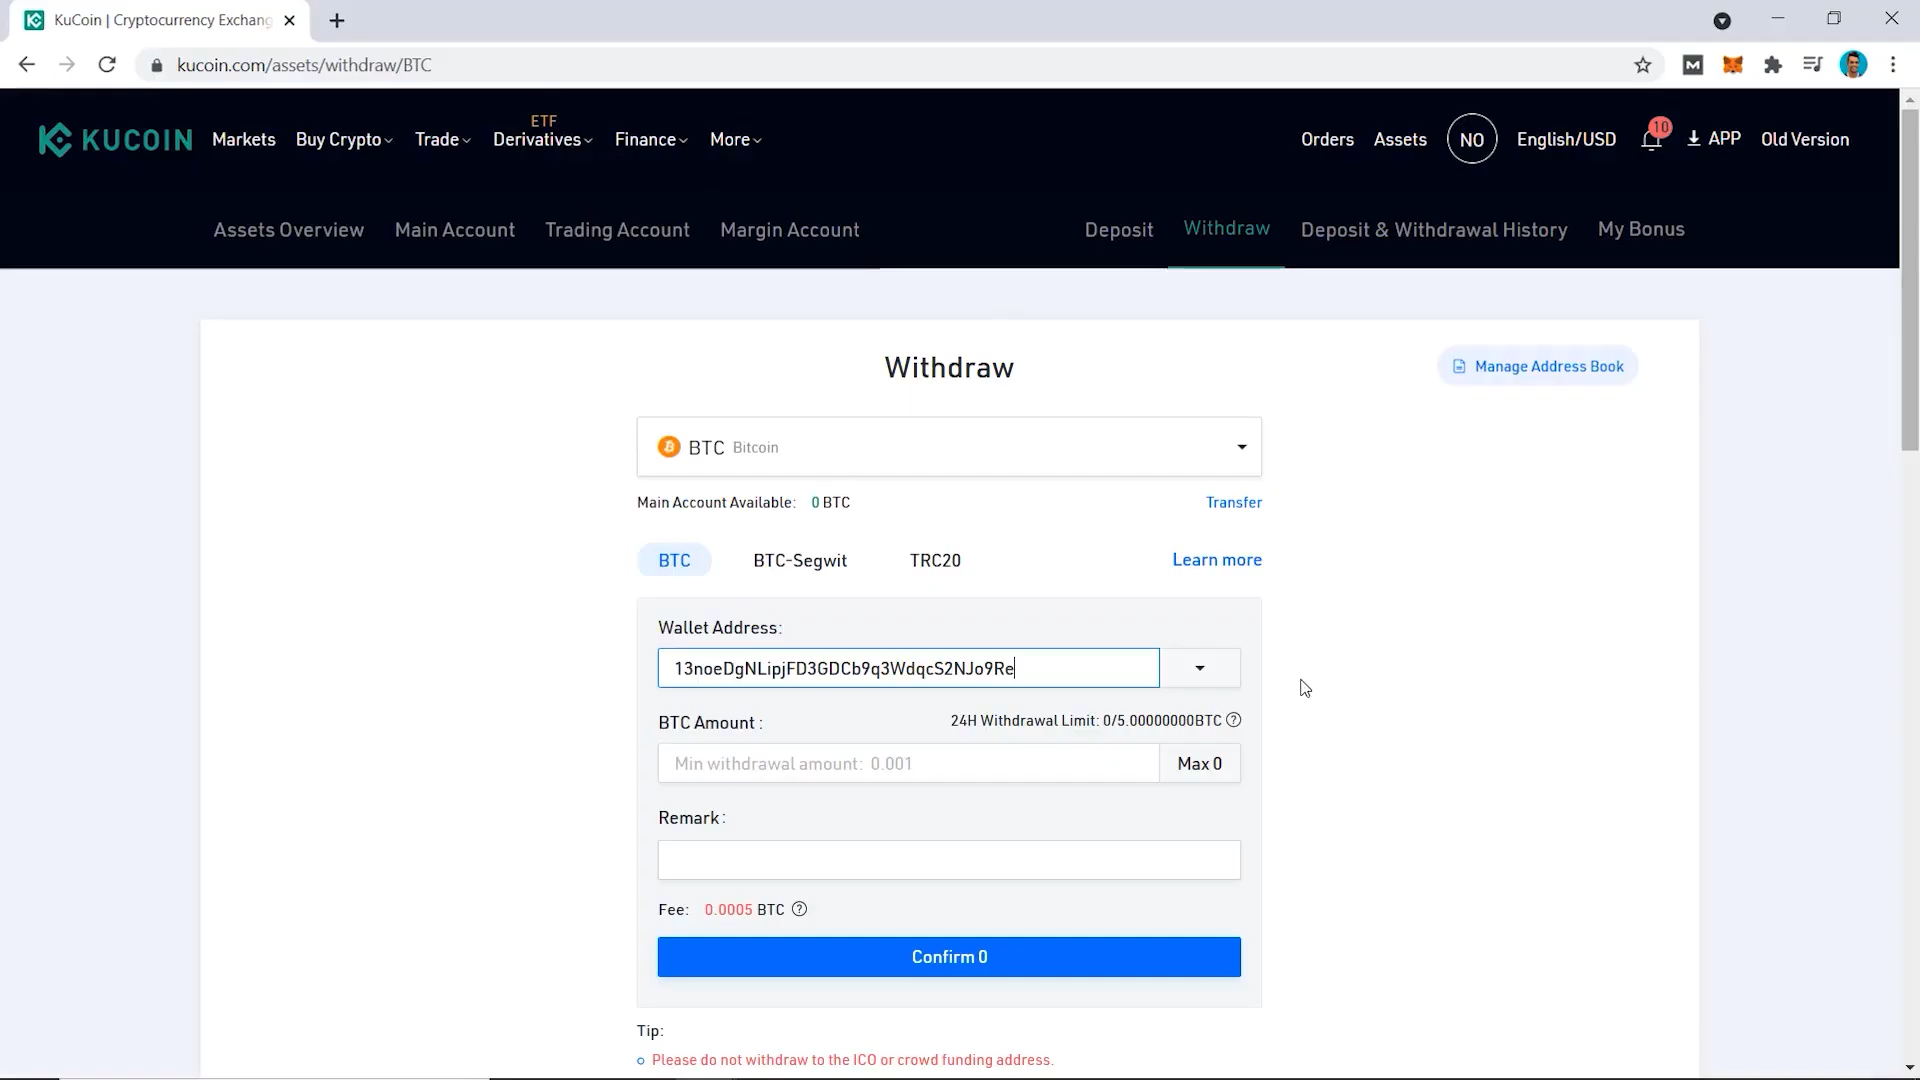 KuCoin | Cryptocurrency Exchang
kucoin.com/assets/withdraw/BTC
KUCOIN Markets Buy Crypto Trade Derivatives ETF Finance More Orders Assets NO English/USD 10 APP Old Version
Assets Overview Main Account Trading Account Margin Account Deposit Withdraw Deposit & Withdrawal History My Bonus
Withdraw
Manage Address Book
BTC Bitcoin
Main Account Available: 0 BTC Transfer
BTC BTC-Segwit TRC20 Learn more
Wallet Address:
13noeDgNLipjFD3GDCb9q3WdqcS2NJo9Re
BTC Amount : 24H Withdrawal Limit: 0/5.00000000BTC ?
Min withdrawal amount: 0.001 Max 0
Remark:
Fee: 0.0005 BTC ?
Confirm 0
Tip:
Please do not withdraw to the ICO or crowd funding address.